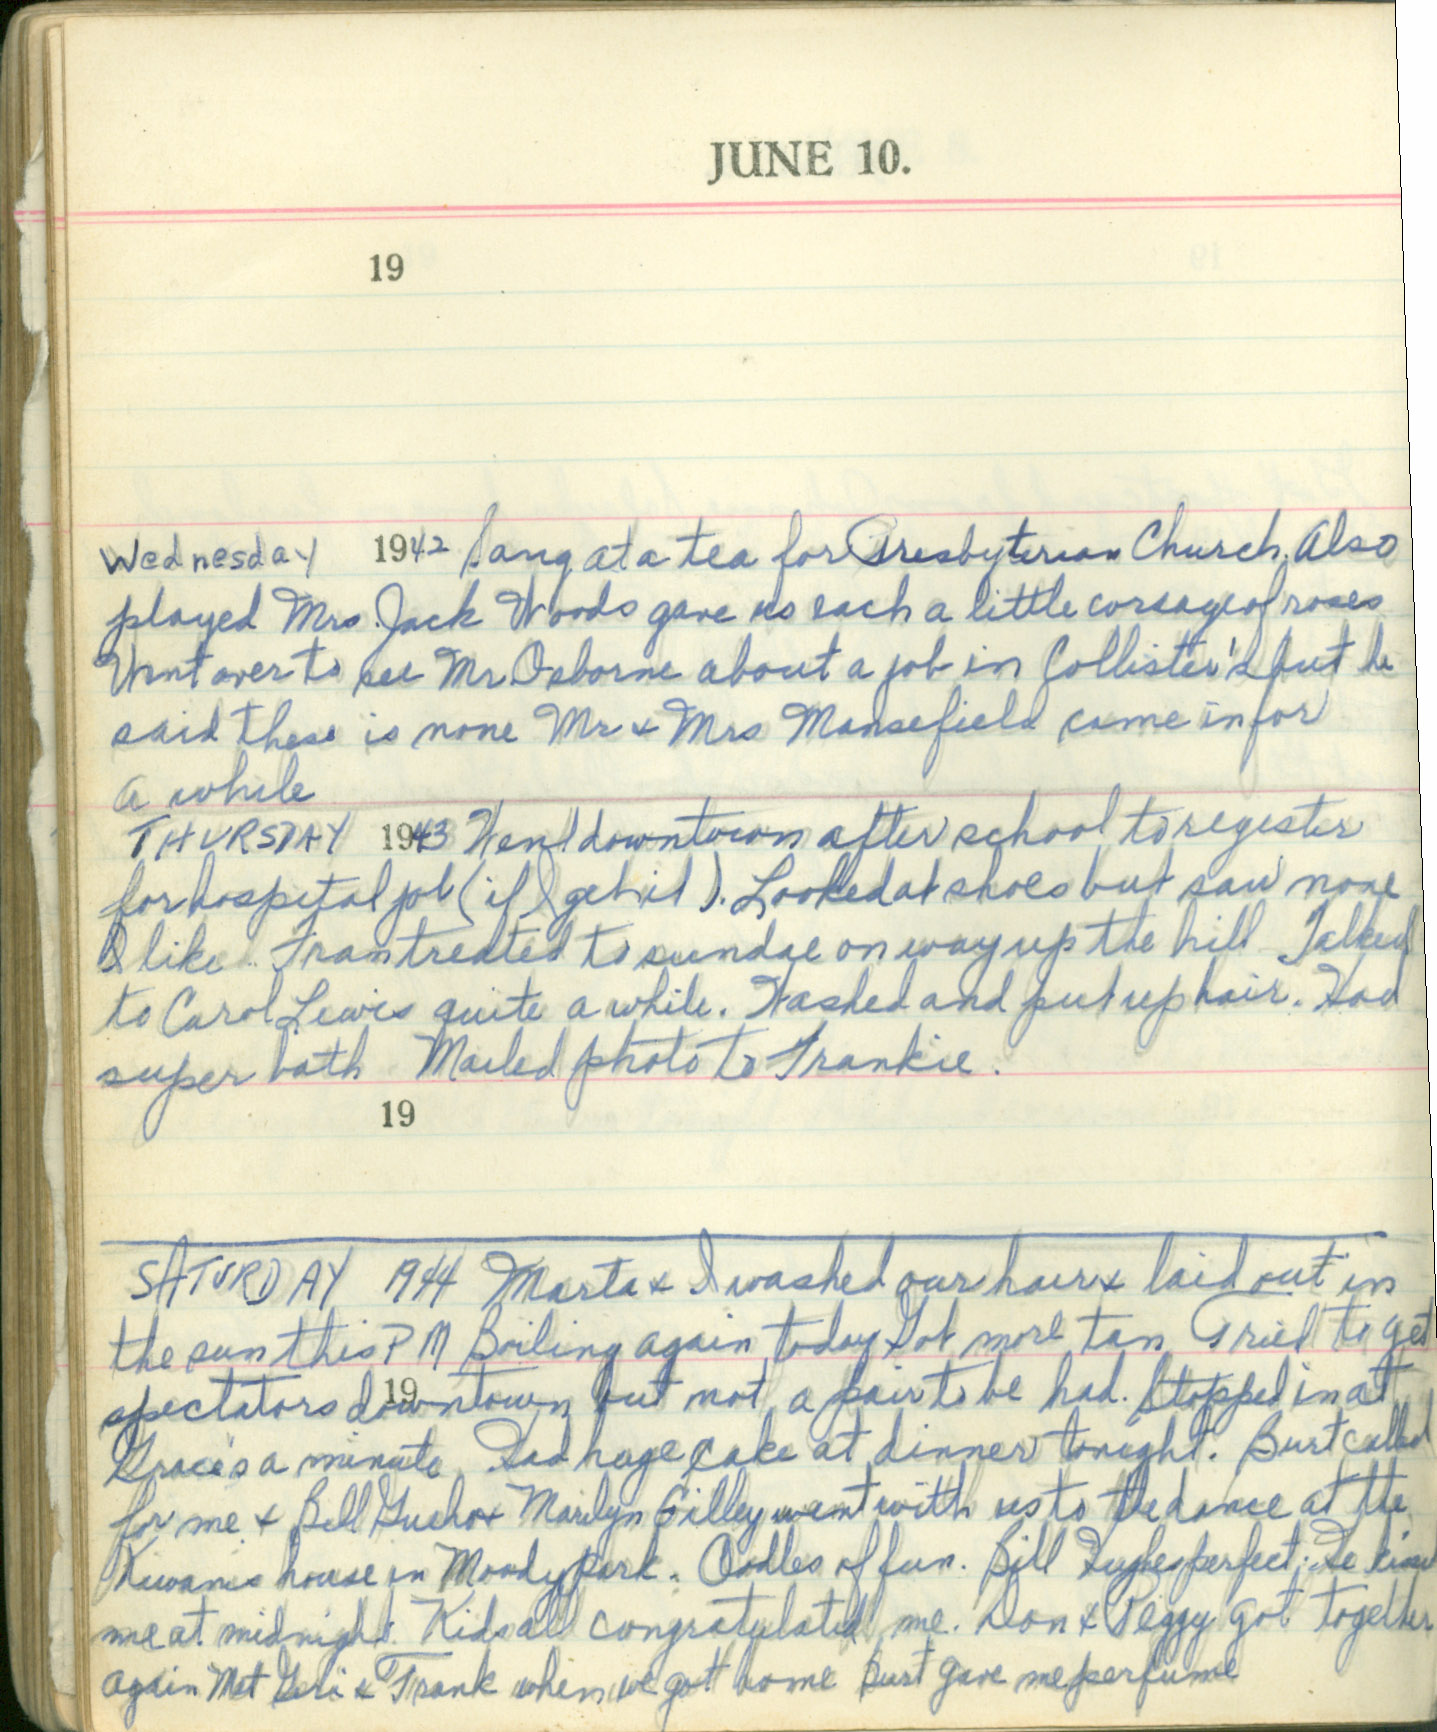 JUNE 10.
19
Wednesday 1942 Sang at a tea for Presbyterian Church. Also
played Mrs. Jack Woods gave us each a little corsage of roses
Went over to see Mr. Osborne about a job in Collister's but he
said there is none Mr & Mrs Mansefield came in for
a while
THURSDAY 1943 Went downtown after school to register
for hospital job (if I get it). Looked at shoes but saw none
I like. Fran treated to sundae on way up the hill Talked
to Carol Lewis quite a while. Washed and put up hair. Had
super bath Mailed photo to Frankie.
19
SATURDAY 1944 Marta & I washed our hair & laid out in
the sun this PM Boiling again today Got more tan Tried to get
19
spectators downtown but not a pair to be had. Stopped in at
Grace's a minute Had huge cake at dinner tonight. Burt called
for me & Bill & Marilyn Gilley went with us to the dance at the
Kiwanis house in Moody Park. Oodles of fun. Bill Hughes perfect; He kissed
me at midnight. Kids all congratulated me. Don & Peggy got together
again Met & Frank when we got home Burt gave me perfume